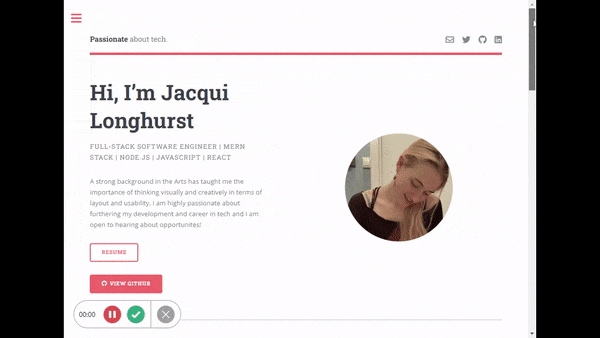 Passionate about tech.
Hi, I'm Jacqui
Longhurst
FULL-STACK SOFTWARE ENGINEER | MERN
STACK | NODE JS | JAVASCRIPT | REACT
A strong background in the Arts has taught me the
importance of thinking visually and creatively in terms of
layout and usability. I am highly passionate about
furthering my development and career in tech and I am
open to hearing about opportunites!
RESUME
VIEW GITHUB
00:00